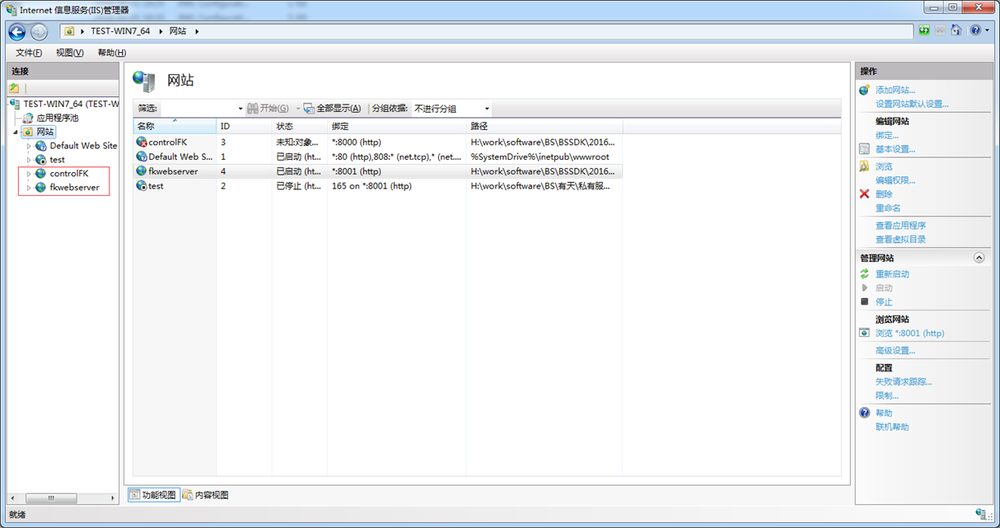 Internet 信息服务(IIS)管理器
TEST-WIN7_64 网站
文件(F) 视图(V) 帮助(H)
连接
TEST-WIN7_64 (TEST-W
应用程序池
网站
Default Web Site
test
controlFK
fkwebserver
网站
筛选: 开始(G) 全部显示(A) 分组依据: 不进行分组
名称 ID 状态 绑定 路径
controlFK 3 未知:对象... *:8000 (http) H:\work\software\BS\BSSDK\2016...
Default Web S... 1 已启动 (ht... *:80 (http),808:* (net.tcp),* (net.... %SystemDrive%\inetpub\wwwroot
fkwebserver 4 已启动 (ht... *:8001 (http) H:\work\software\BS\BSSDK\2016...
test 2 已停止 (ht... 165 on *:8001 (http) H:\work\software\BS\有天\私有服...
功能视图 内容视图
操作
添加网站...
设置网站默认设置...
编辑网站
绑定...
基本设置...
浏览
编辑权限...
删除
重命名
查看应用程序
查看虚拟目录
管理网站
重新启动
启动
停止
浏览网站
浏览 *:8001 (http)
高级设置...
配置
失败请求跟踪...
限制...
帮助
联机帮助
就绪